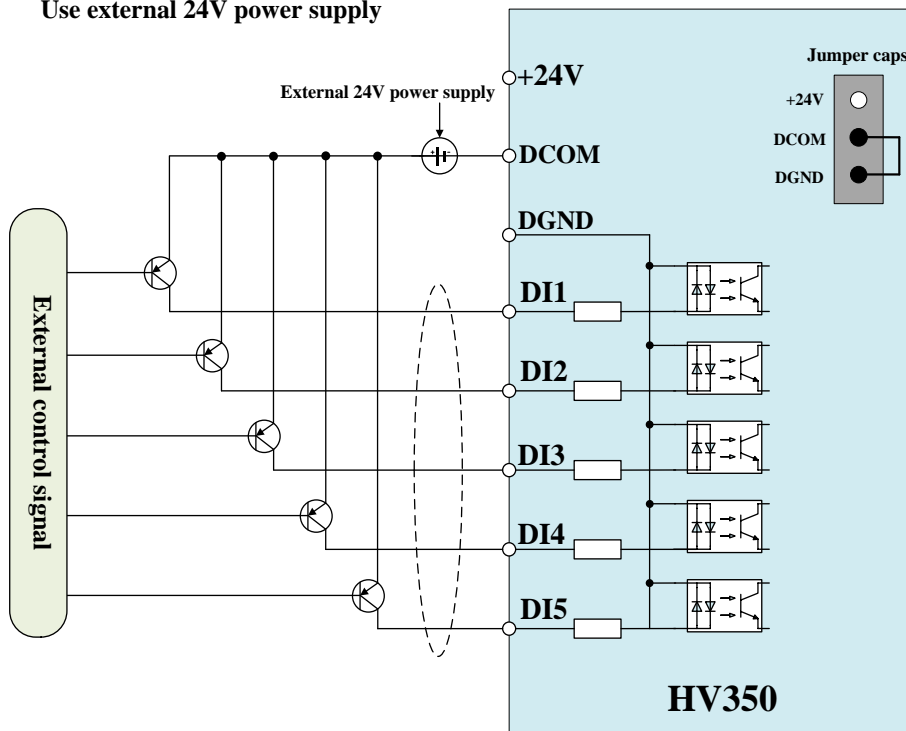 Use external 24V power supply
Jumper caps
+24V
+24V
External 24V power supply
DCOM
DCOM
DGND
DGND
External control signal
DI1
DI2
DI3
DI4
DI5
HV350